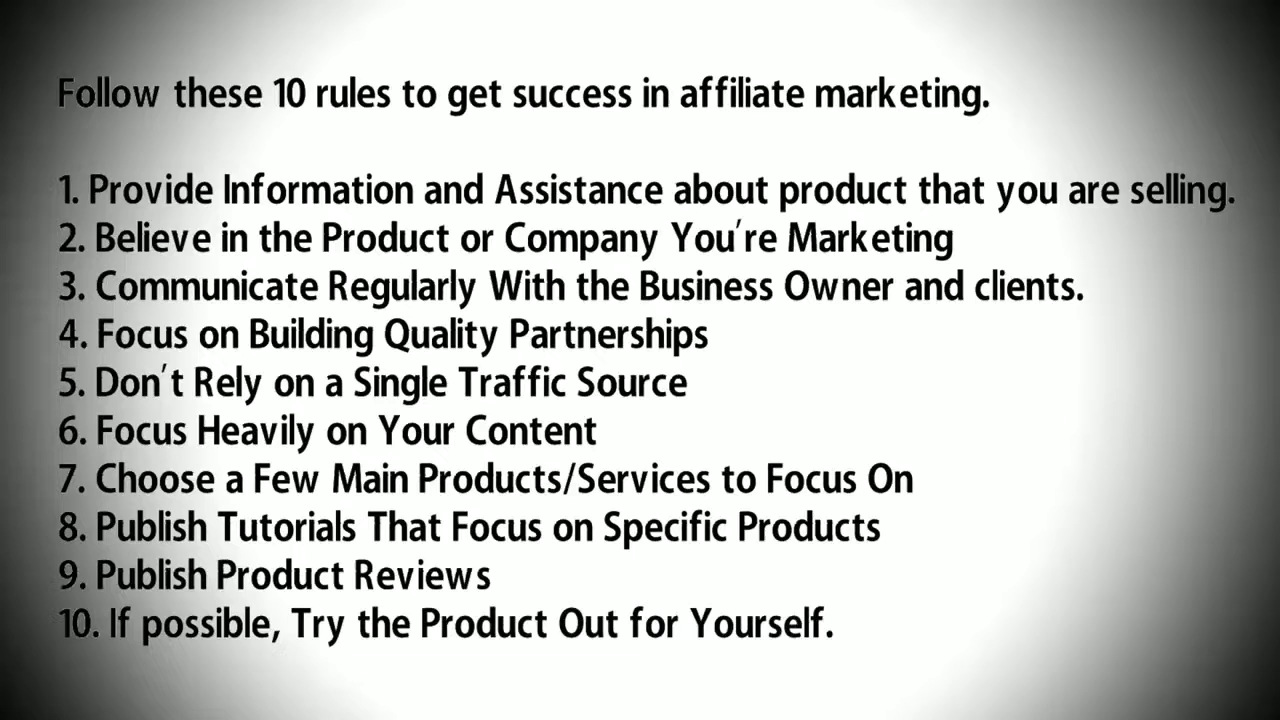 Follow these 10 rules to get success in affiliate marketing.
1. Provide Information and Assistance about product that you are selling.
2. Believe in the Product or Company You're Marketing
3. Communicate Regularly With the Business Owner and clients.
4. Focus on Building Quality Partnerships
5. Don't Rely on a Single Traffic Source
6. Focus Heavily on Your Content
7. Choose a Few Main Products/Services to Focus On
8. Publish Tutorials That Focus on Specific Products
9. Publish Product Reviews
10. If possible, Try the Product Out for Yourself.